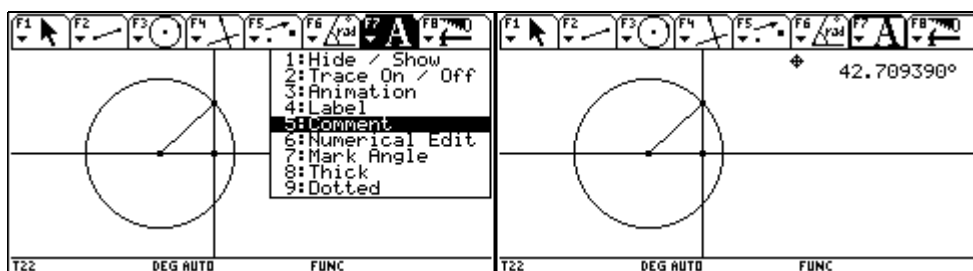 F1 F2 F3 F4 F5 F6 rad F7 A F8
1:Hide / Show
2:Trace On / Off
3:Animation
4:Label
5:Comment
6:Numerical Edit
7:Mark Angle
8:Thick
9:Dotted
T22 DEG AUTO FUNC
F1 F2 F3 F4 F5 F6 rad F7 A F8
42.709390°
T22 DEG AUTO FUNC